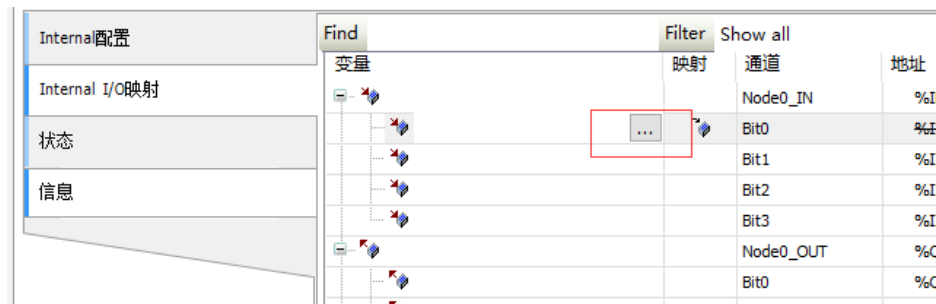 Internal配置
Internal I/O映射
状态
信息
Find Filter Show all
变量 映射 通道 地址
Node0_IN %I
... Bit0 %I
Bit1 %I
Bit2 %I
Bit3 %I
Node0_OUT %Q
Bit0 %Q